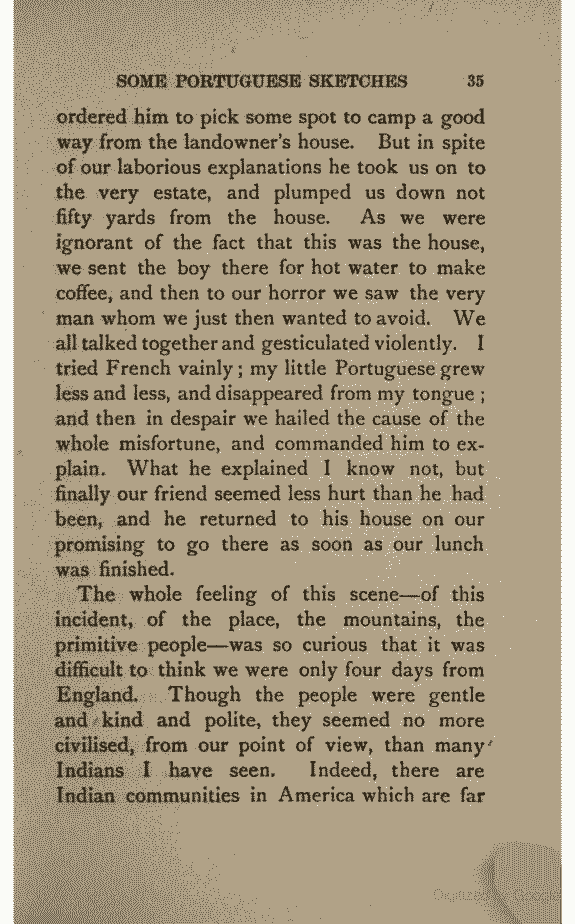 SOME PORTUGUESE SKETCHES 35
ordered him to pick some spot to camp a good
way from the landowner's house. But in spite
of our laborious explanations he took us on to
the very estate, and plumped us down not
fifty yards from the house. As we were
ignorant of the fact that this was the house,
we sent the boy there for hot water to make
coffee, and then to our horror we saw the very
man whom we just then wanted to avoid. We
all talked together and gesticulated violently. I
tried French vainly; my little Portuguese grew
less and less, and disappeared from my tongue;
and then in despair we hailed the cause of the
whole misfortune, and commanded him to ex-
plain. What he explained I know not, but
finally our friend seemed less hurt than he had
been, and he returned to his house on our
promising to go there as soon as our lunch
was finished.
The whole feeling of this scene—of this
incident, of the place, the mountains, the
primitive people—was so curious that it was
difficult to think we were only four days from
England. Though the people were gentle
and kind and polite, they seemed no more
civilised, from our point of view, than many
Indians I have seen. Indeed, there are
Indian communities in America which are far
Digitized by Google